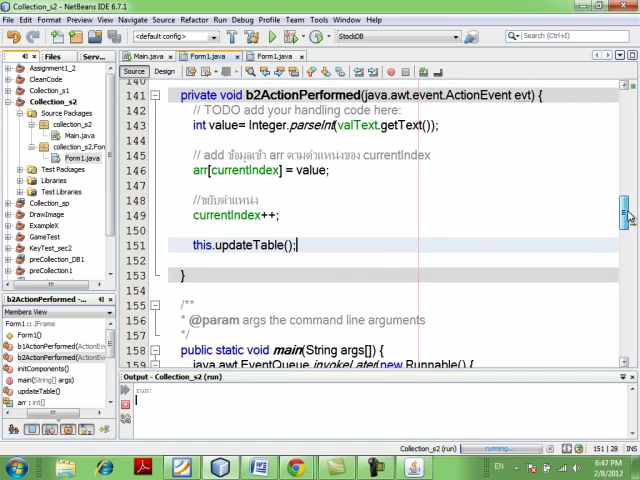 Collection_s2 - NetBeans IDE 6.7.1
File Edit View Navigate Source Refactor Run Debug Profile Team Tools Window Help
<default config>
StockDB
Search (Ctrl+I)
Files
Serv...
Main.java
Form1.java
Form1.java
Source
Design
Assignment1_2
CleanCode
Collection_s1
Collection_s2
Source Packages
collection_s2
Main.java
collection_s2.For
Form1.java
Test Packages
Libraries
Test Libraries
Collection_sp
DrawImage
ExampleX
GameTest
KeyTest_sec2
preCollection_DB1
preCollection1
140
141 private void b2ActionPerformed(java.awt.event.ActionEvent evt) {
142 // TODO add your handling code here:
143 int value= Integer.parseInt(valText.getText());
144
145 // add ข้อมูลเข้า arr ตามตำแหน่งของ currentIndex
146 arr[currentIndex] = value;
147
148 //ขยับตำแหน่ง
149 currentIndex++;
150
151 this.updateTable();
152
153 }
154
155 /**
156 * @param args the command line arguments
157 */
158 public static void main(String args[]) {
159 java.awt.EventQueue.invokeLater(new Runnable() {
b2ActionPerformed -
Members View
Form1 :: JFrame
Form1()
b1ActionPerformed(ActionEv
b2ActionPerformed(ActionEv
initComponents()
main(String[] args)
updateTable()
arr : int[]
Output - Collection_s2 (run)
run:
Collection_s2 (run)
running...
151 | 28
INS
EN
6:47 PM
2/8/2012